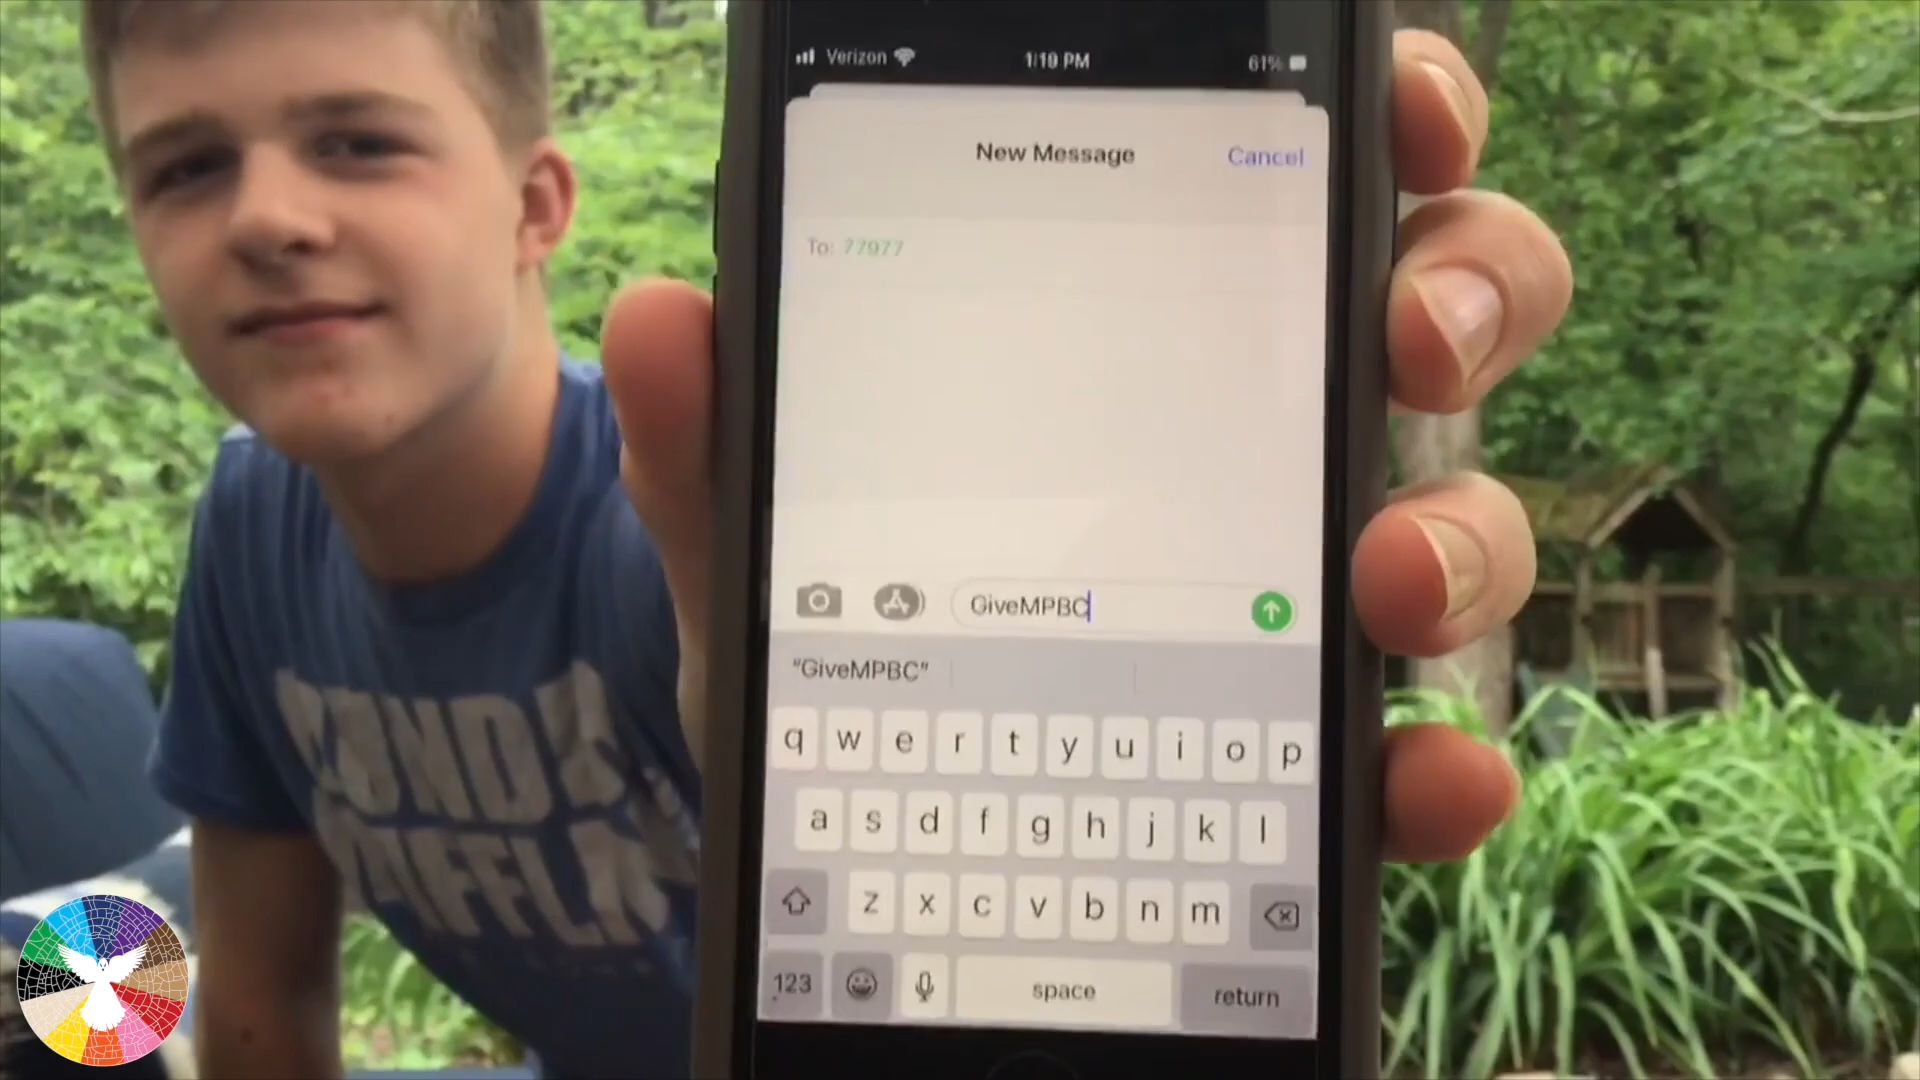 Verizon
1:19 PM
61%
New Message
Cancel
To: 77977
GiveMPBC
"GiveMPBC"
q w e r t y u i o p
a s d f g h j k l
z x c v b n m
123
space
return